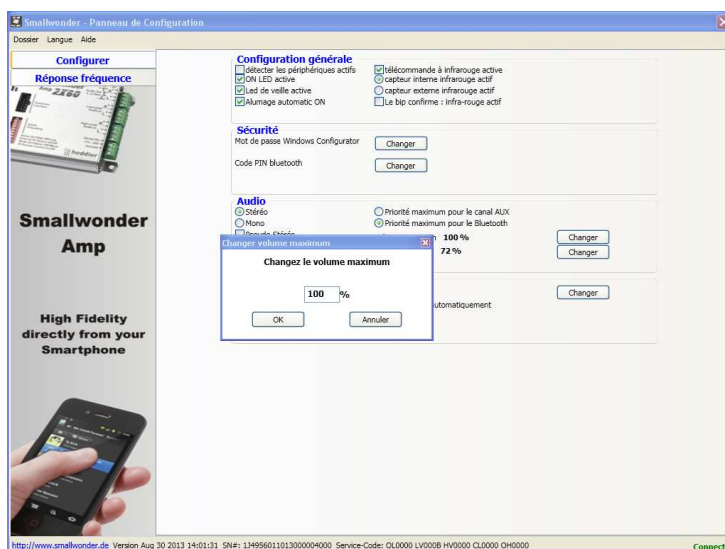 Smallwonder - Panneau de Configuration
Dossier Langue Aide
Configurer
Réponse fréquence
Amp
2X60
Smallwonder
Amp
High Fidelity
directly from your
Smartphone
Configuration générale
détecter les périphériques actifs
ON LED active
Led de veille active
Alumage automatic ON
télécommande à infrarouge active
capteur interne infrarouge actif
capteur externe infrarouge actif
Le bip confirme : infra-rouge actif
Sécurité
Mot de passe Windows Configurator
Changer
Code PIN bluetooth
Changer
Audio
Stéréo
Mono
Pseudo Stéréo
Priorité maximum pour le canal AUX
Priorité maximum pour le Bluetooth
100 %
Changer
72 %
Changer
Changer
utomatiquement
Changer volume maximum
Changez le volume maximum
100 %
OK
Annuler
http://www.smallwonder.de Version Aug 30 2013 14:01:31 SN#: 1J4956011013000004000 Service-Code: OL0000 LV000B HV0000 CL0000 OH0000
Connect